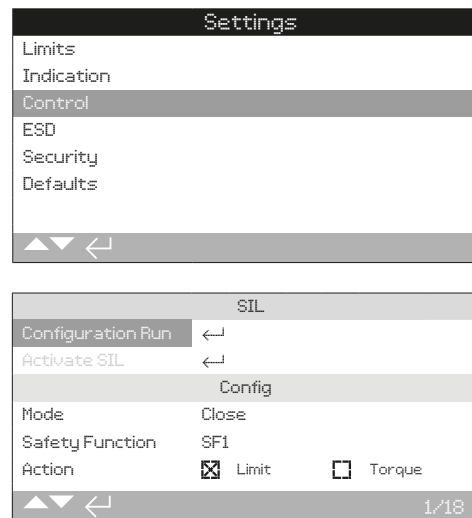 Settings
Limits
Indication
Control
ESD
Security
Defaults
SIL
Configuration Run
Activate SIL
Config
Mode Close
Safety Function SF1
Action Limit Torque
1/18